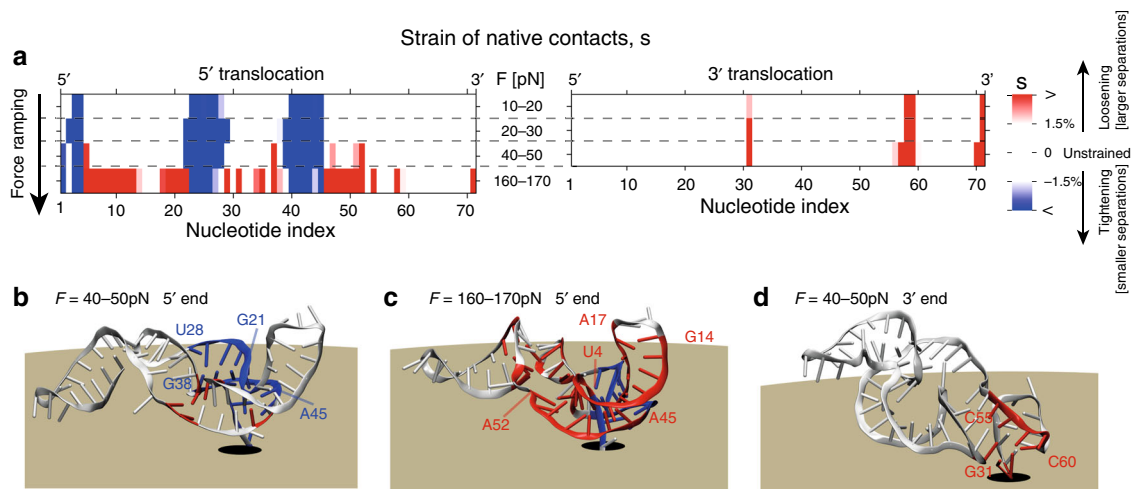 Strain of native contacts, s
a
5′ 5′ translocation 3′ F [pN] 5′ 3′ translocation 3′
Force ramping
10–20
20–30
40–50
160–170
1 10 20 30 40 50 60 70
Nucleotide index
1 10 20 30 40 50 60 70
Nucleotide index
S
>
1.5%
0 Unstrained
–1.5%
<
Loosening
[larger separations]
Tightening
[smaller separations]
b F = 40–50pN 5′ end
U28
G21
G38
A45
c F = 160–170pN 5′ end
A17
G14
U4
A52
A45
d F = 40–50pN 3′ end
C55
G31
C60